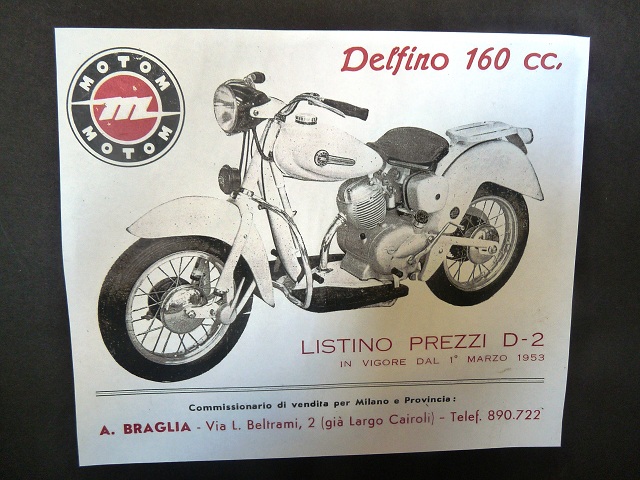 Delfino 160 cc.
MOTOM
m
MOTOM
LISTINO PREZZI D-2
IN VIGORE DAL 1° MARZO 1953
Commissionario di vendita per Milano e Provincia:
A. BRAGLIA - Via L. Beltrami, 2 (già Largo Cairoli) - Telef. 890.722